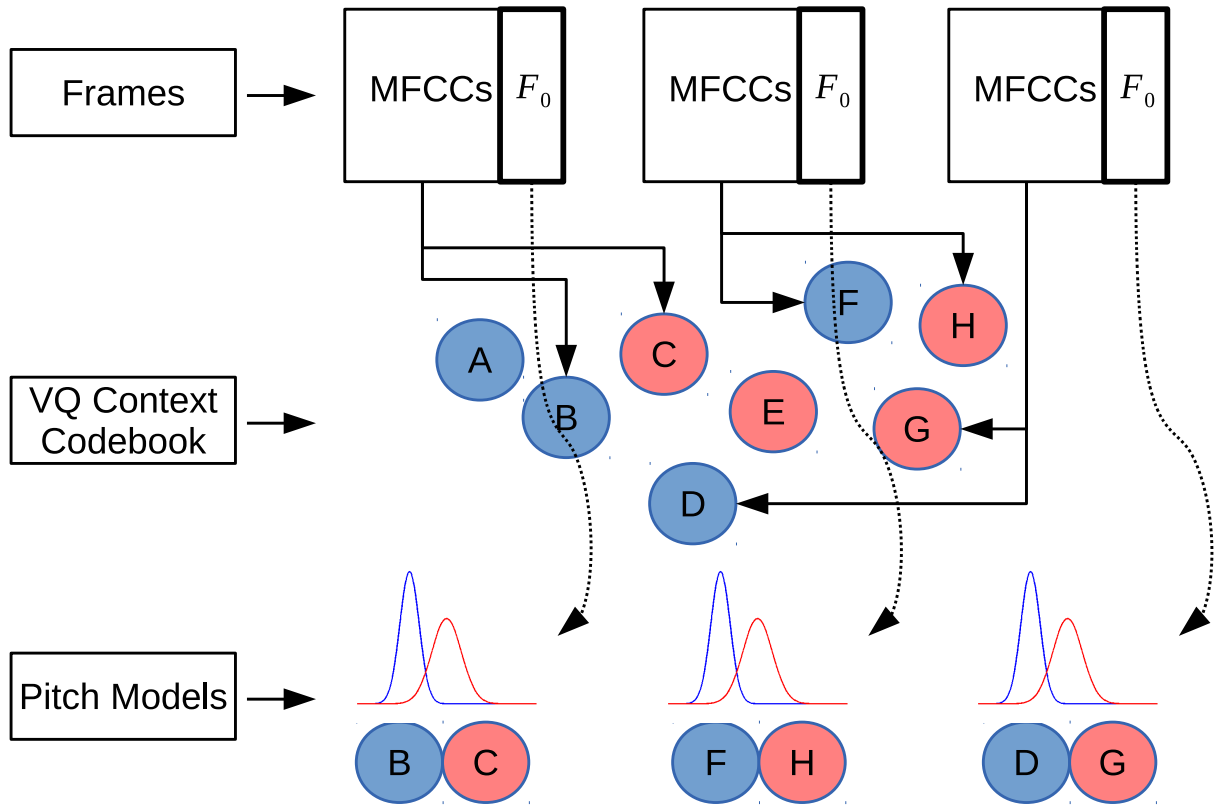 Frames
MFCCs F0 MFCCs F0 MFCCs F0
F
H
A
C
B
E
G
VQ Context
Codebook
D
Pitch Models
B C F H D G